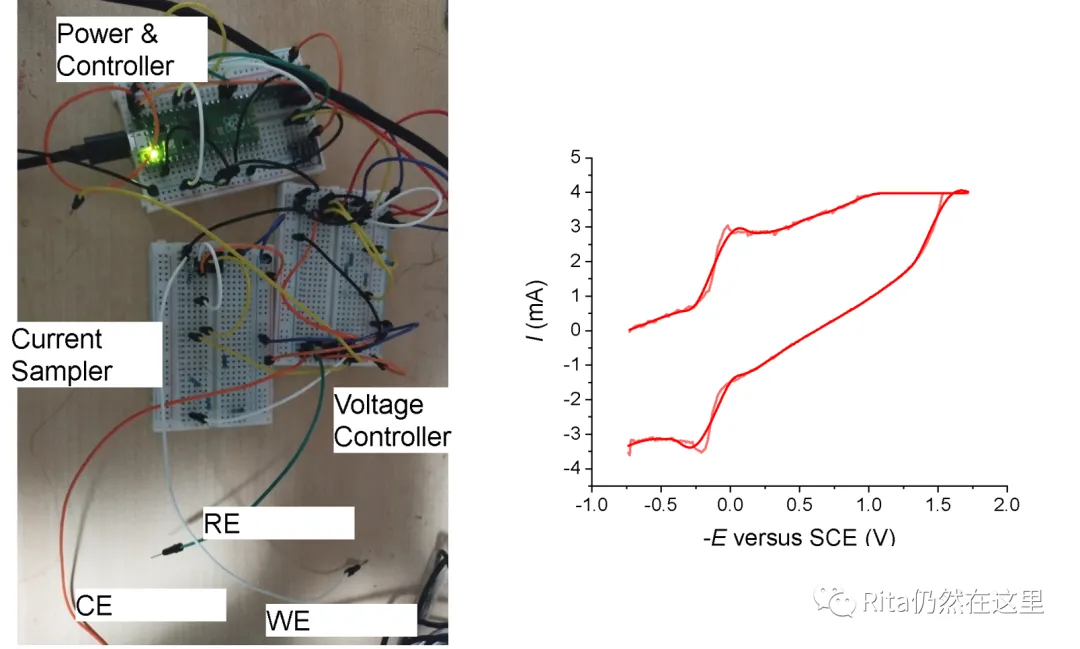 Power &
Controller
Current
Sampler
Voltage
Controller
RE
CE
WE
5
4
3
2
1
0
-1
-2
-3
-4
I (mA)
-1.0 -0.5 0.0 0.5 1.0 1.5 2.0
-E versus SCE (V)
Rita仍然在这里